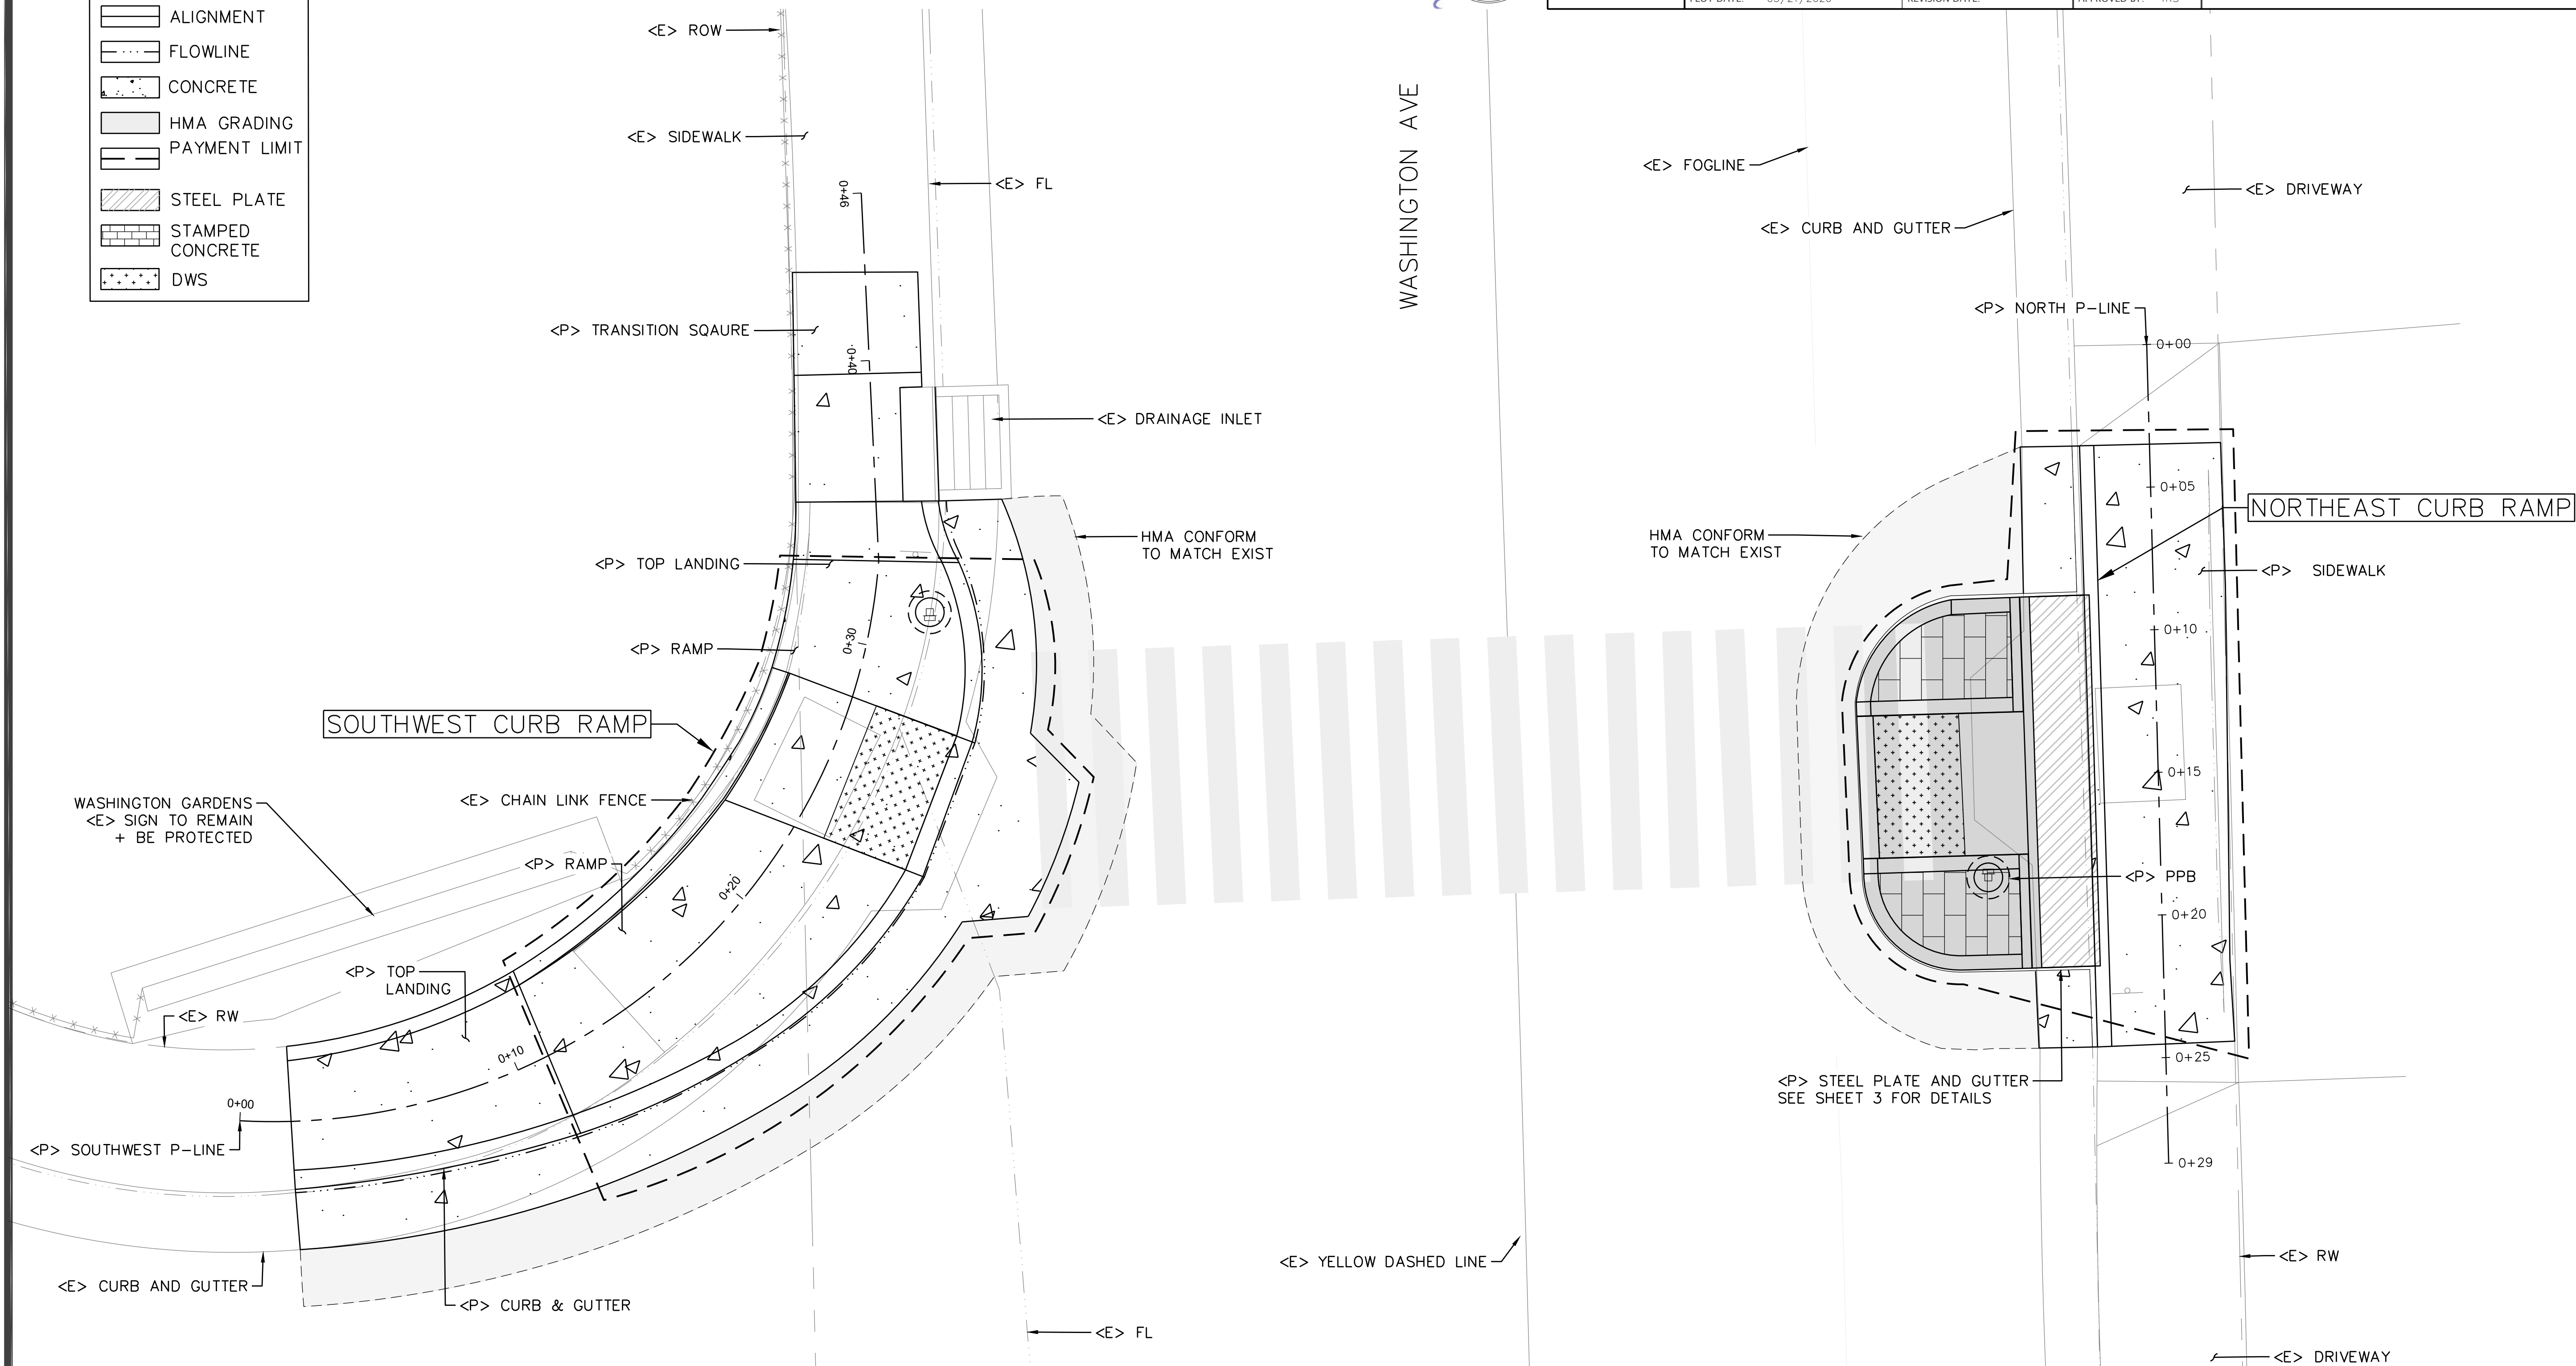 ALIGNMENT
FLOWLINE
CONCRETE
HMA GRADING
PAYMENT LIMIT
STEEL PLATE
STAMPED
CONCRETE
DWS
<E> ROW
<E> SIDEWALK
<E> FL
0+46
<P> TRANSITION SQAURE
0+40
<E> DRAINAGE INLET
HMA CONFORM
TO MATCH EXIST
<P> TOP LANDING
<P> RAMP
0+30
SOUTHWEST CURB RAMP
WASHINGTON GARDENS
<E> SIGN TO REMAIN
+ BE PROTECTED
<E> CHAIN LINK FENCE
<P> RAMP
0+20
<P> TOP
LANDING
<E> RW
0+10
0+00
<P> SOUTHWEST P-LINE
<E> CURB AND GUTTER
<P> CURB & GUTTER
<E> FL
WASHINGTON AVE
<E> YELLOW DASHED LINE
<E> FOGLINE
<E> CURB AND GUTTER
<E> DRIVEWAY
<P> NORTH P-LINE
0+00
0+05
NORTHEAST CURB RAMP
HMA CONFORM
TO MATCH EXIST
<P> SIDEWALK
0+10
0+15
<P> PPB
0+20
0+25
<P> STEEL PLATE AND GUTTER
SEE SHEET 3 FOR DETAILS
0+29
<E> RW
<E> DRIVEWAY